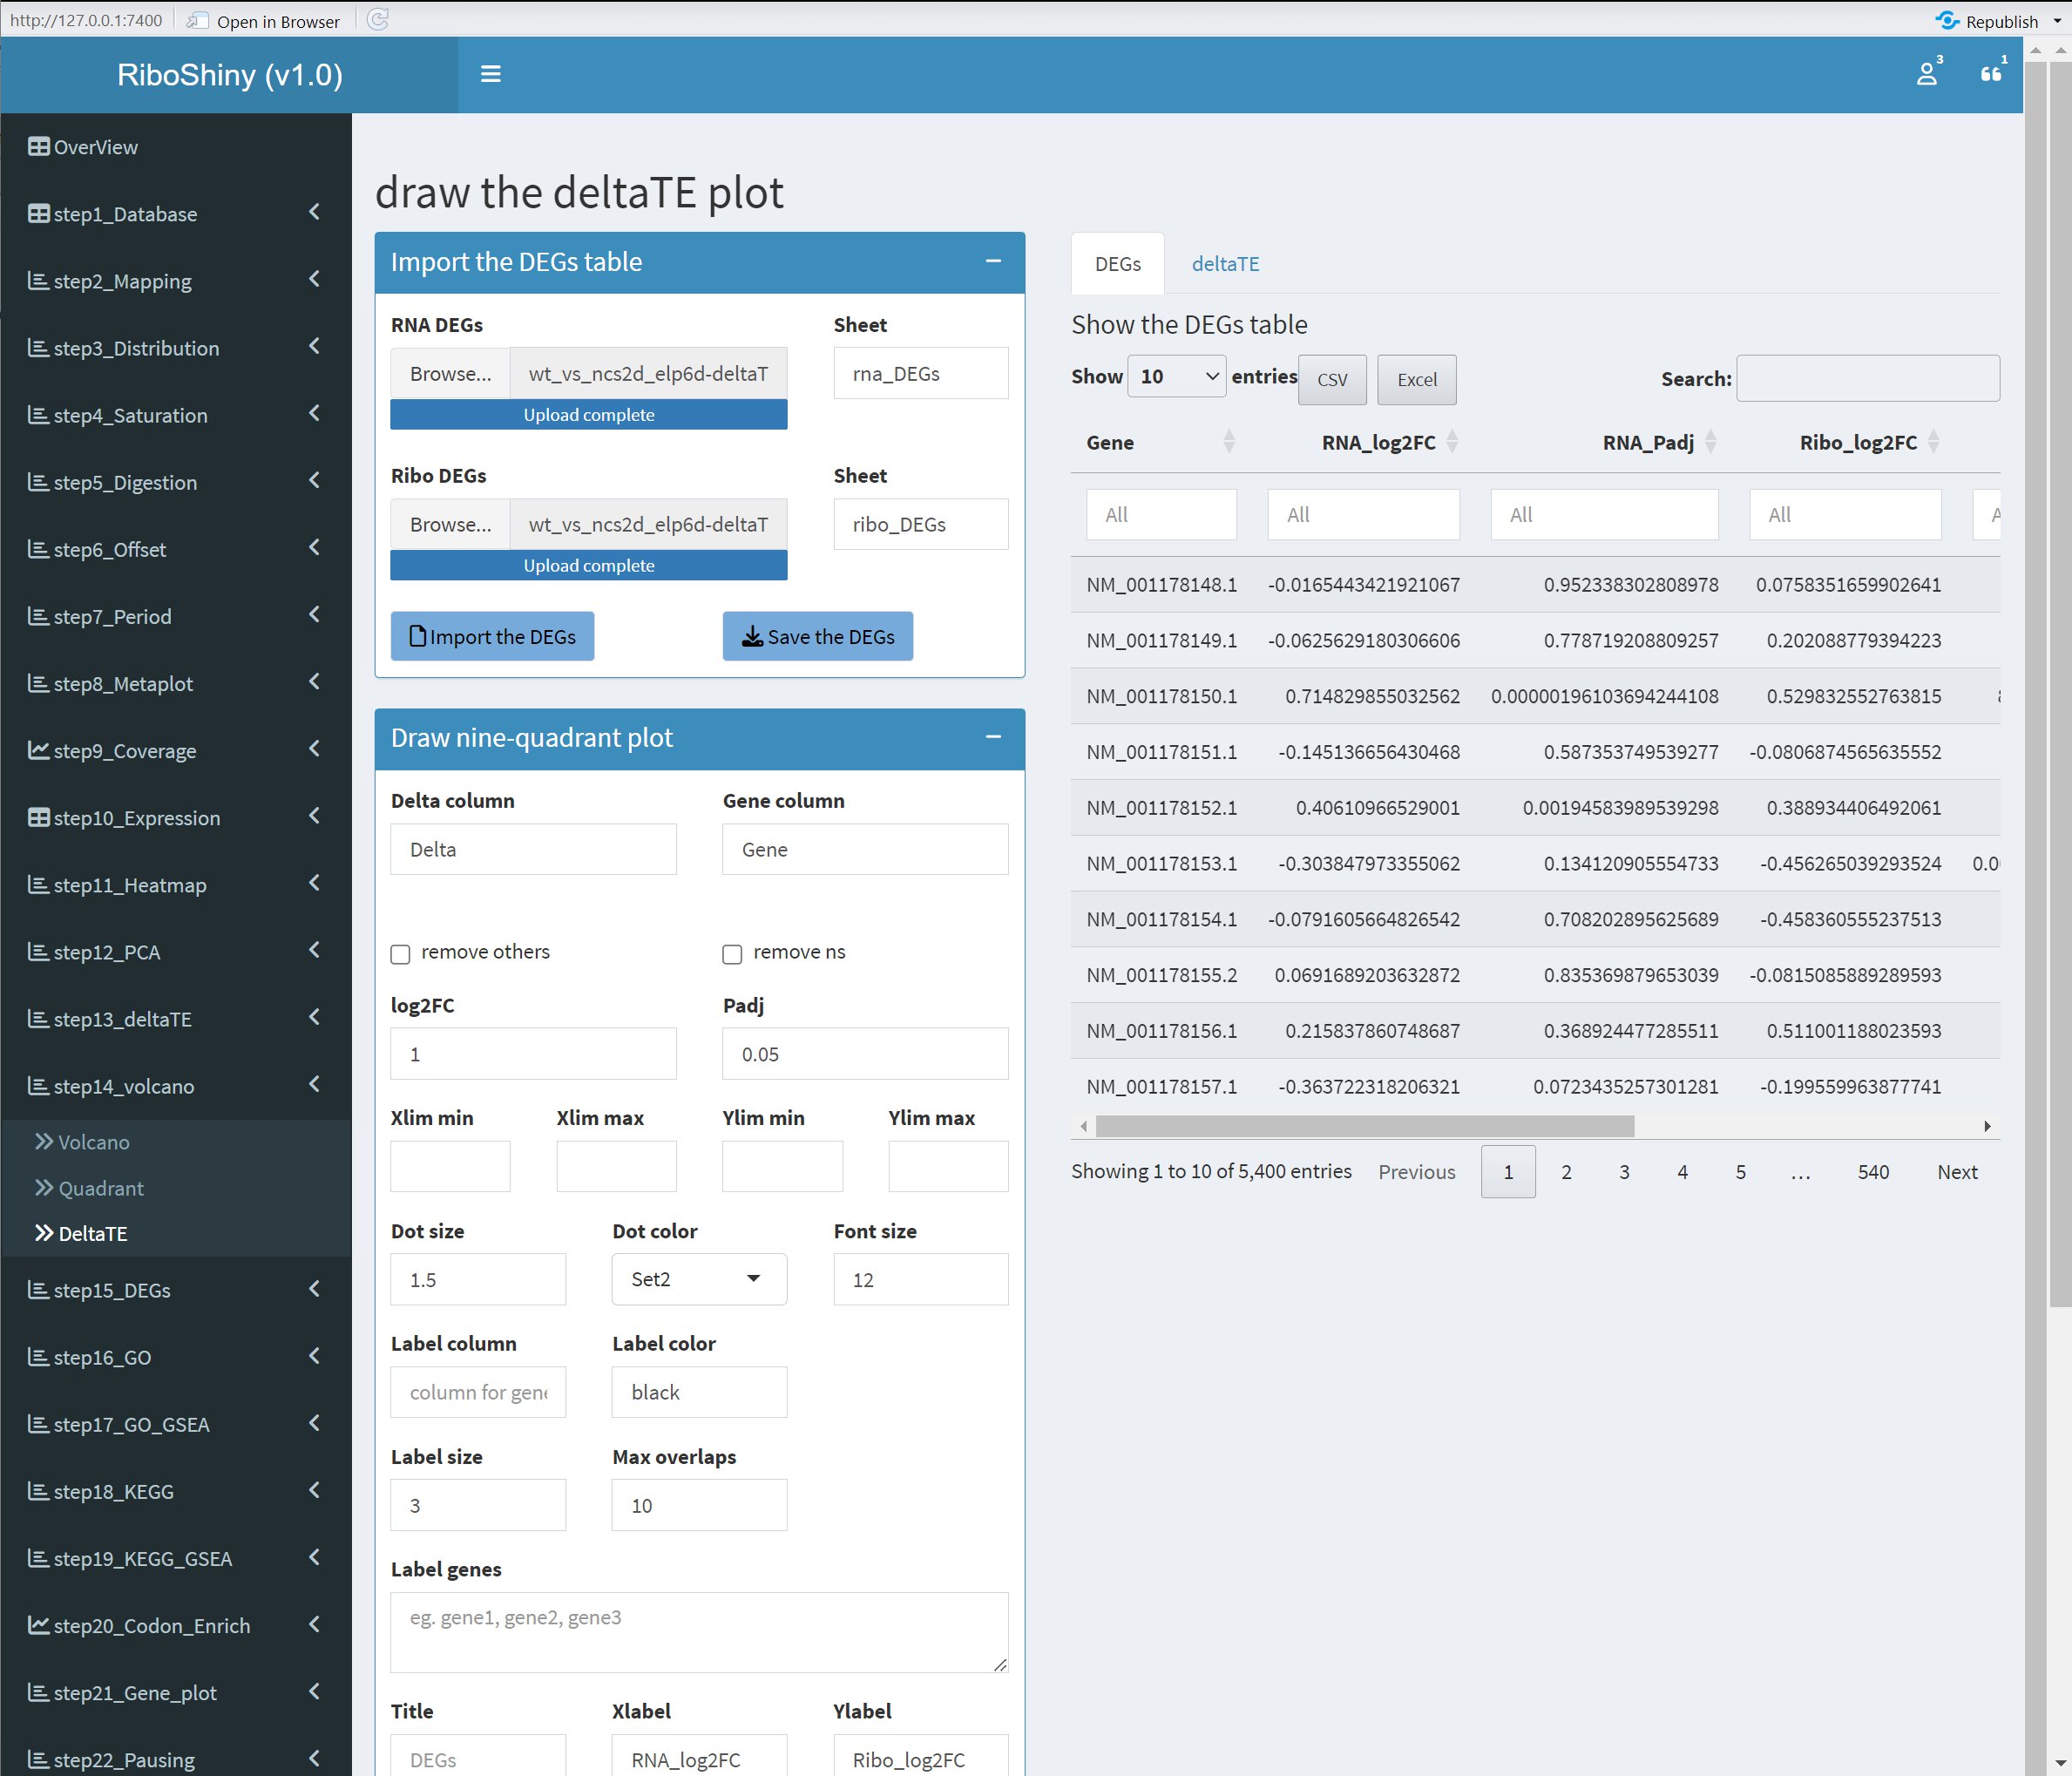 http://127.0.0.1:7400 Open in Browser Republish
RiboShiny (v1.0) 3 1
OverView
step1_Database
step2_Mapping
step3_Distribution
step4_Saturation
step5_Digestion
step6_Offset
step7_Period
step8_Metaplot
step9_Coverage
step10_Expression
step11_Heatmap
step12_PCA
step13_deltaTE
step14_volcano
Volcano
Quadrant
DeltaTE
step15_DEGs
step16_GO
step17_GO_GSEA
step18_KEGG
step19_KEGG_GSEA
step20_Codon_Enrich
step21_Gene_plot
step22_Pausing
draw the deltaTE plot
Import the DEGs table
RNA DEGs Sheet
Browse... wt_vs_ncs2d_elp6d-deltaT rna_DEGs
Upload complete
Ribo DEGs Sheet
Browse... wt_vs_ncs2d_elp6d-deltaT ribo_DEGs
Upload complete
Import the DEGs Save the DEGs
Draw nine-quadrant plot
Delta column Gene column
Delta Gene
remove others remove ns
log2FC Padj
1 0.05
Xlim min Xlim max Ylim min Ylim max
Dot size Dot color Font size
1.5 Set2 12
Label column Label color
column for gene black
Label size Max overlaps
3 10
Label genes
eg. gene1, gene2, gene3
Title Xlabel Ylabel
DEGs RNA_log2FC Ribo_log2FC
DEGs deltaTE
Show the DEGs table
Show 10 entries CSV Excel Search:
Gene RNA_log2FC RNA_Padj Ribo_log2FC
All All All All
NM_001178148.1 -0.0165443421921067 0.952338302808978 0.0758351659902641
NM_001178149.1 -0.0625629180306606 0.778719208809257 0.202088779394223
NM_001178150.1 0.714829855032562 0.00000196103694244108 0.529832552763815
NM_001178151.1 -0.145136656430468 0.587353749539277 -0.0806874565635552
NM_001178152.1 0.40610966529001 0.00194583989539298 0.388934406492061
NM_001178153.1 -0.303847973355062 0.134120905554733 -0.456265039293524 0.0
NM_001178154.1 -0.0791605664826542 0.708202895625689 -0.458360555237513
NM_001178155.2 0.0691689203632872 0.835369879653039 -0.0815085889289593
NM_001178156.1 0.215837860748687 0.368924477285511 0.511001188023593
NM_001178157.1 -0.363722318206321 0.0723435257301281 -0.199559963877741
Showing 1 to 10 of 5,400 entries Previous 1 2 3 4 5 … 540 Next